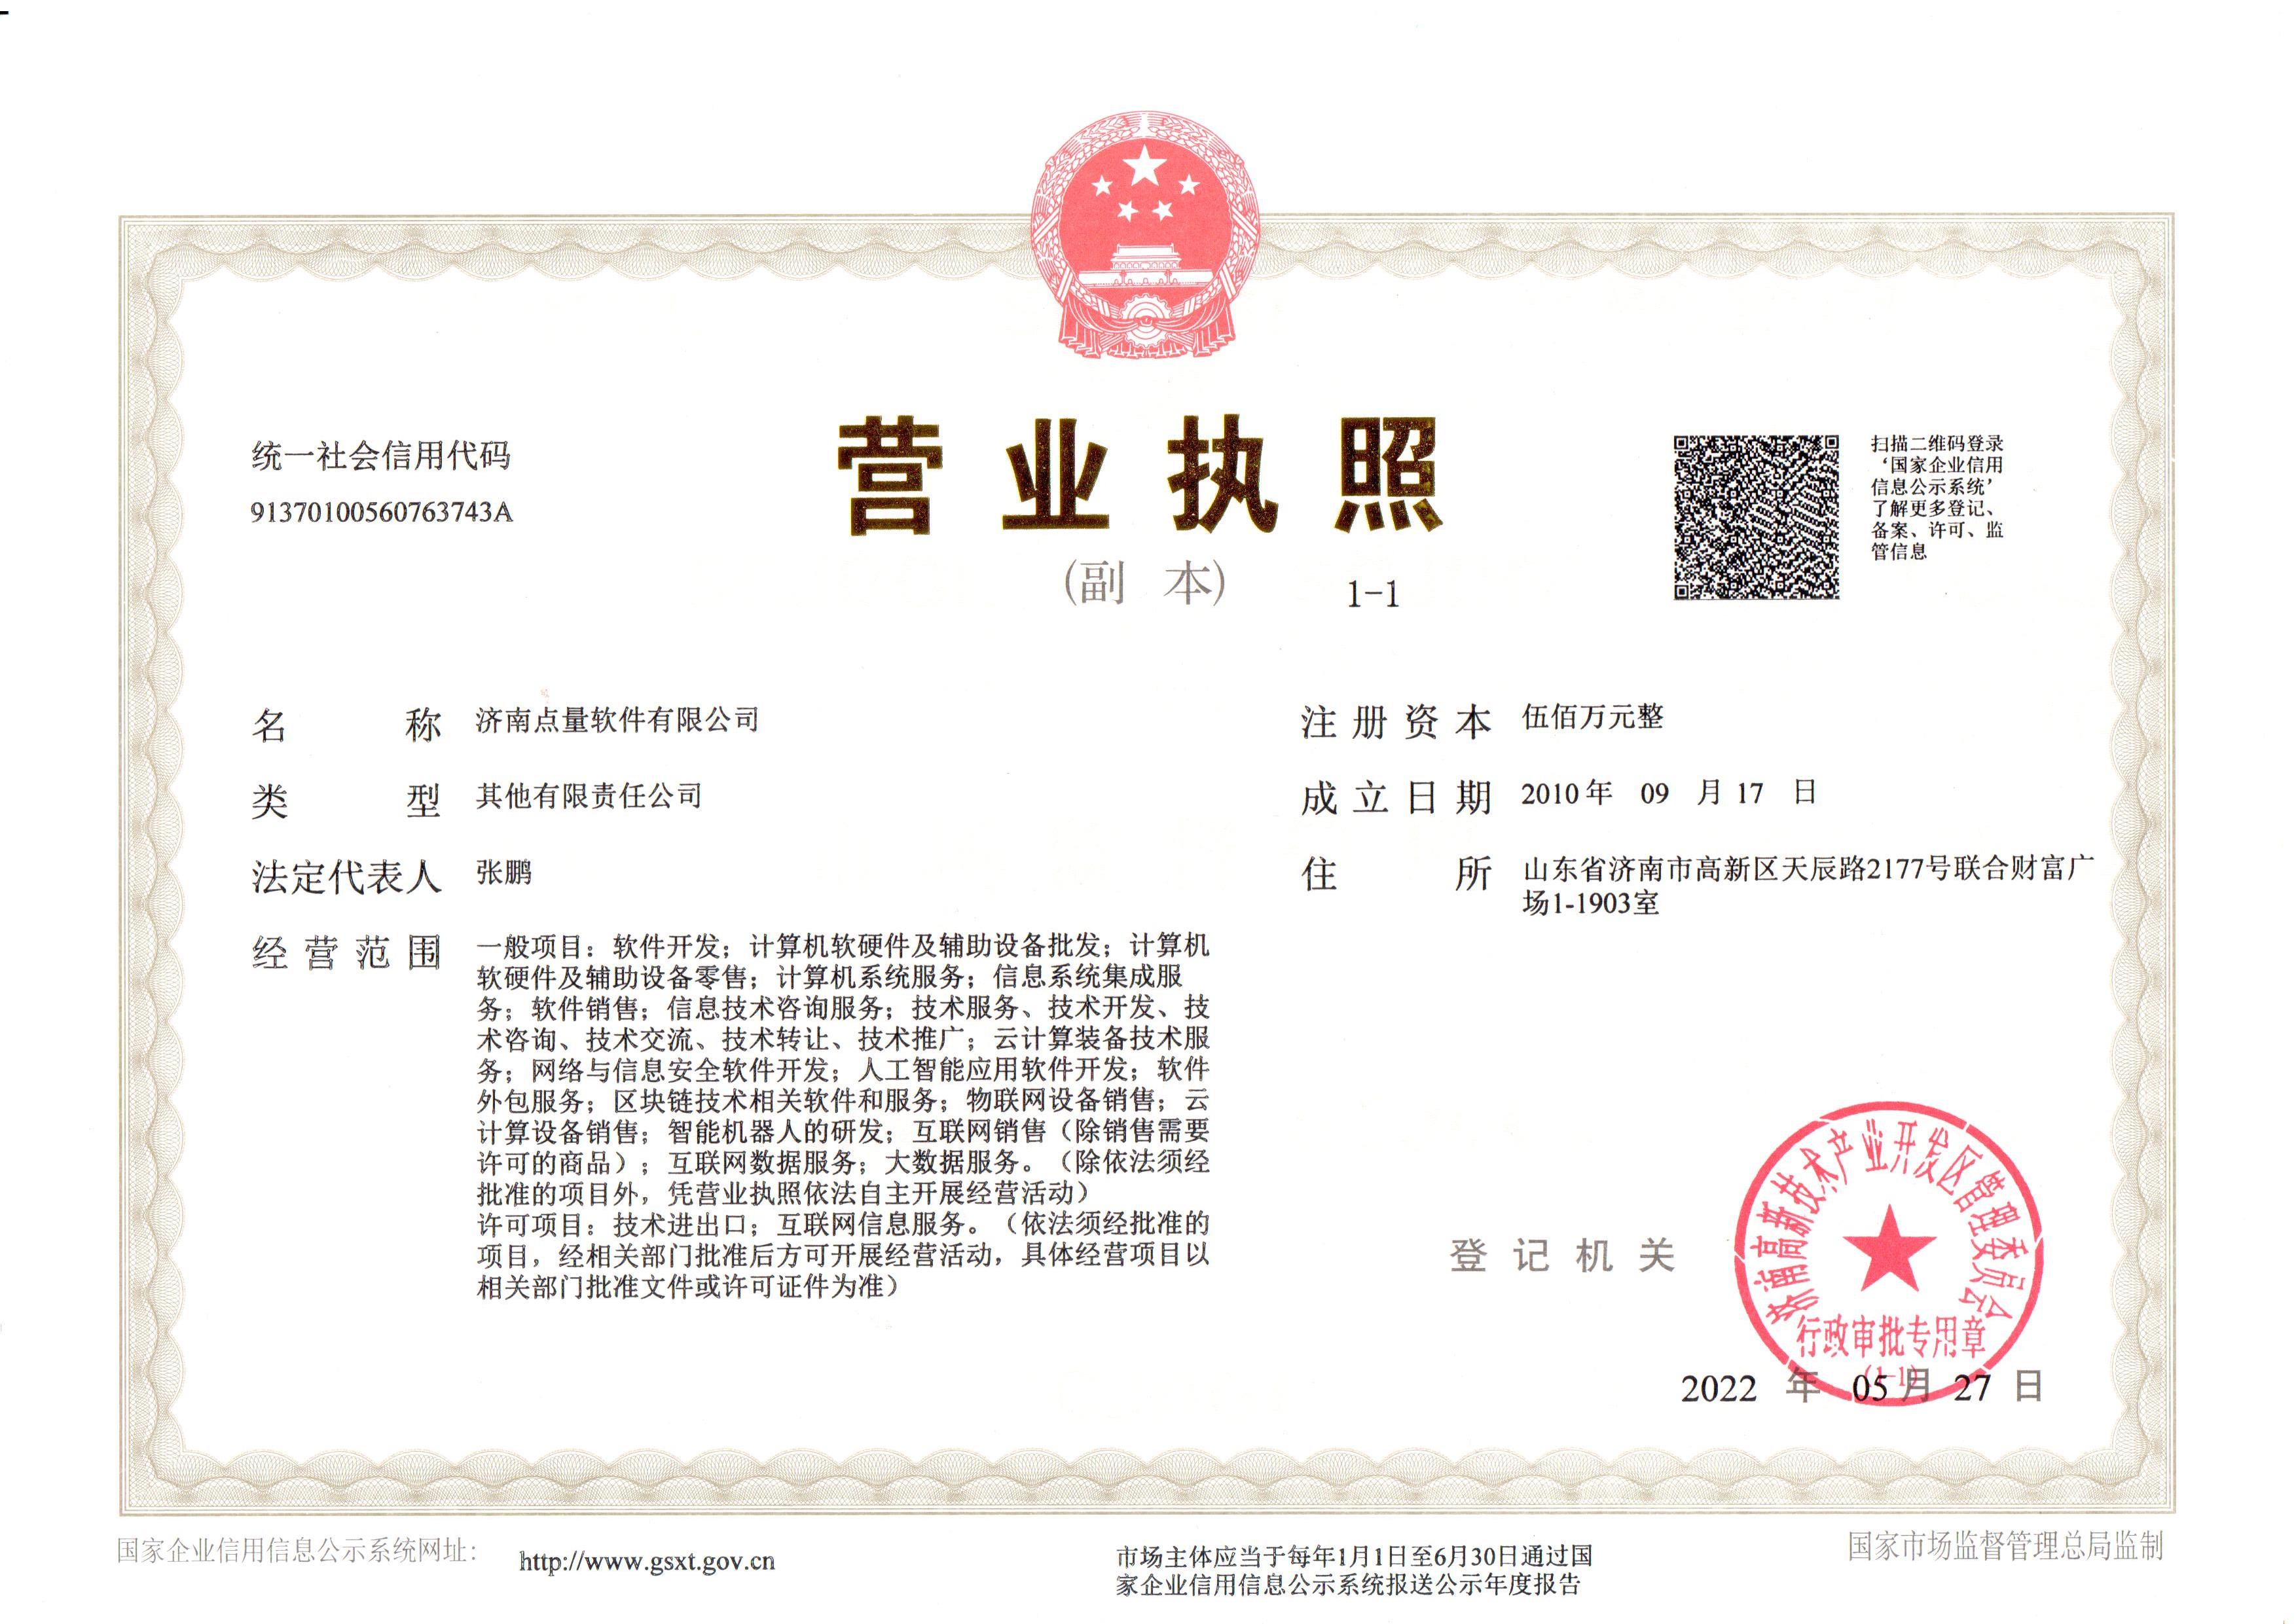 统一社会信用代码
91370100560763743A
营业执照
(副 本)
1-1
扫描二维码登录
‘国家企业信用
信息公示系统’
了解更多登记、
备案、许可、监
管信息
名 称 济南点量软件有限公司
类 型 其他有限责任公司
法定代表人 张鹏
经营范围 一般项目：软件开发；计算机软硬件及辅助设备批发；计算机
软硬件及辅助设备零售；计算机系统服务；信息系统集成服
务；软件销售；信息技术咨询服务；技术服务、技术开发、技
术咨询、技术交流、技术转让、技术推广；云计算装备技术服
务；网络与信息安全软件开发；人工智能应用软件开发；软件
外包服务；区块链技术相关软件和服务；物联网设备销售；云
计算设备销售；智能机器人的研发；互联网销售（除销售需要
许可的商品）；互联网数据服务；大数据服务。（除依法须经
批准的项目外，凭营业执照依法自主开展经营活动）
许可项目：技术进出口；互联网信息服务。（依法须经批准的
项目，经相关部门批准后方可开展经营活动，具体经营项目以
相关部门批准文件或许可证件为准）
注册资本 伍佰万元整
成立日期 2010年 09 月 17 日
住 所 山东省济南市高新区天辰路2177号联合财富广
场1-1903室
登记机关
济南高新技术产业开发区管理委员会
行政审批专用章
(1-1)
2022 年 05 月 27 日
国家企业信用信息公示系统网址：
http://www.gsxt.gov.cn
市场主体应当于每年1月1日至6月30日通过国
家企业信用信息公示系统报送公示年度报告
国家市场监督管理总局监制